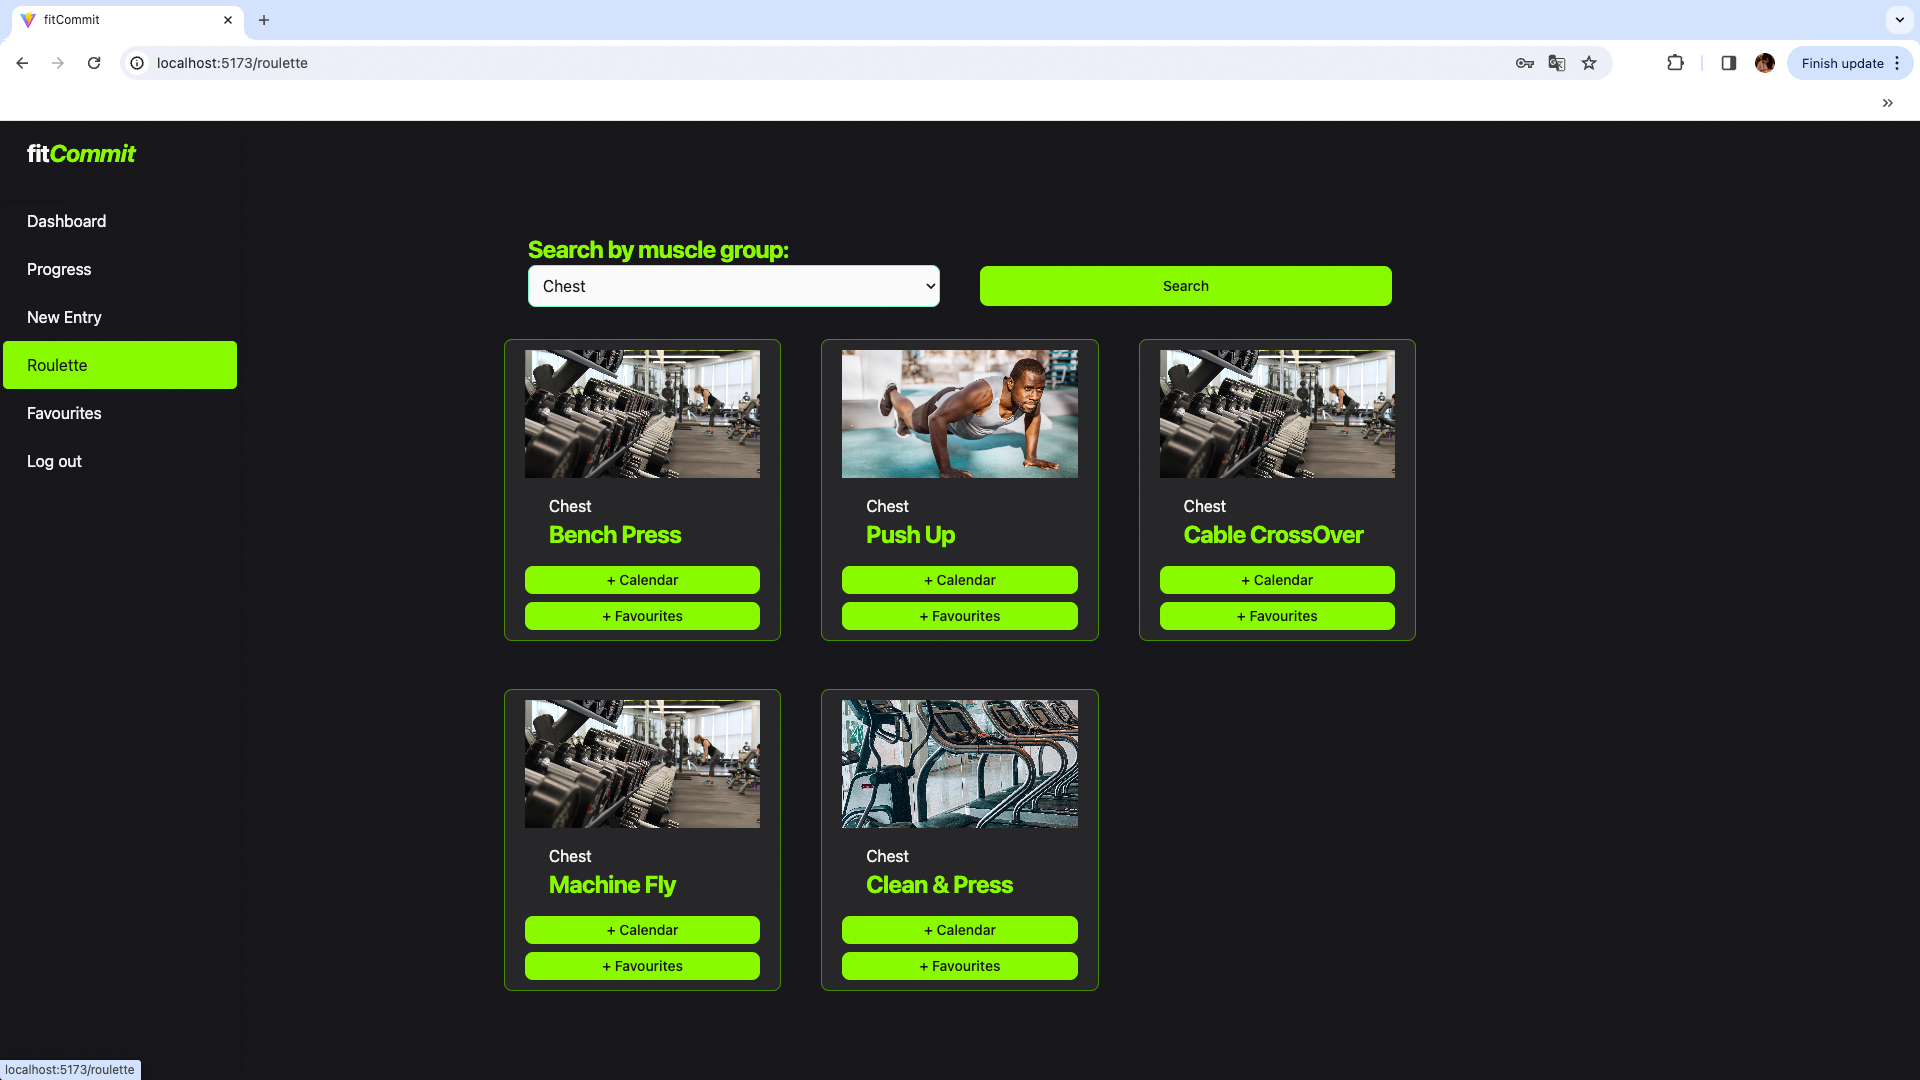 fitCommit
localhost:5173/roulette
Finish update
fitCommit
Dashboard
Progress
New Entry
Roulette
Favourites
Log out
Search by muscle group:
Chest
Search
Chest
Bench Press
+ Calendar
+ Favourites
Chest
Push Up
+ Calendar
+ Favourites
Chest
Cable CrossOver
+ Calendar
+ Favourites
Chest
Machine Fly
+ Calendar
+ Favourites
Chest
Clean & Press
+ Calendar
+ Favourites
localhost:5173/roulette